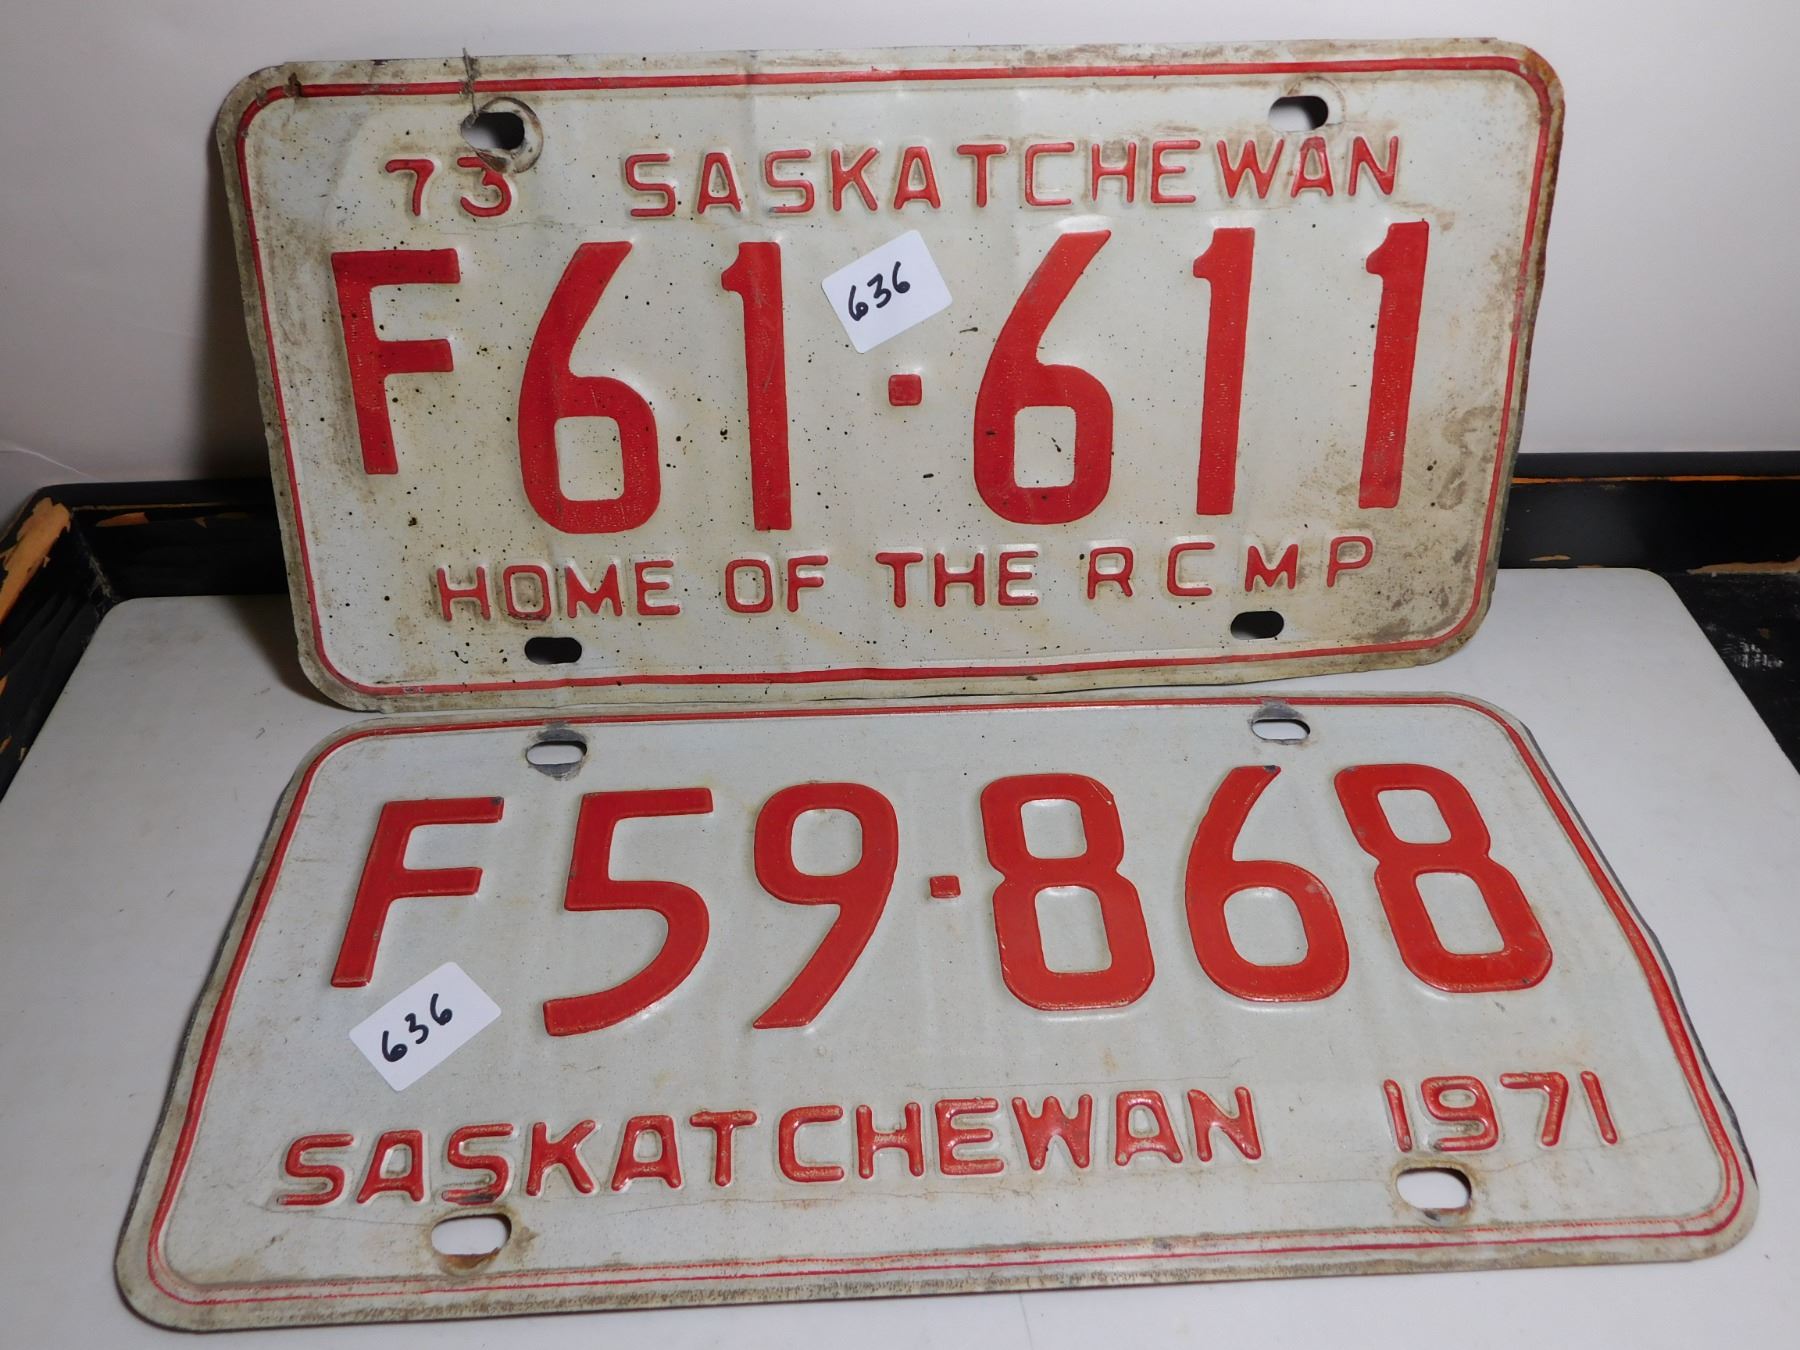 73 SASKATCHEWAN
636
F61·611
HOME OF THE RCMP
F59·868
636
SASKATCHEWAN 1971